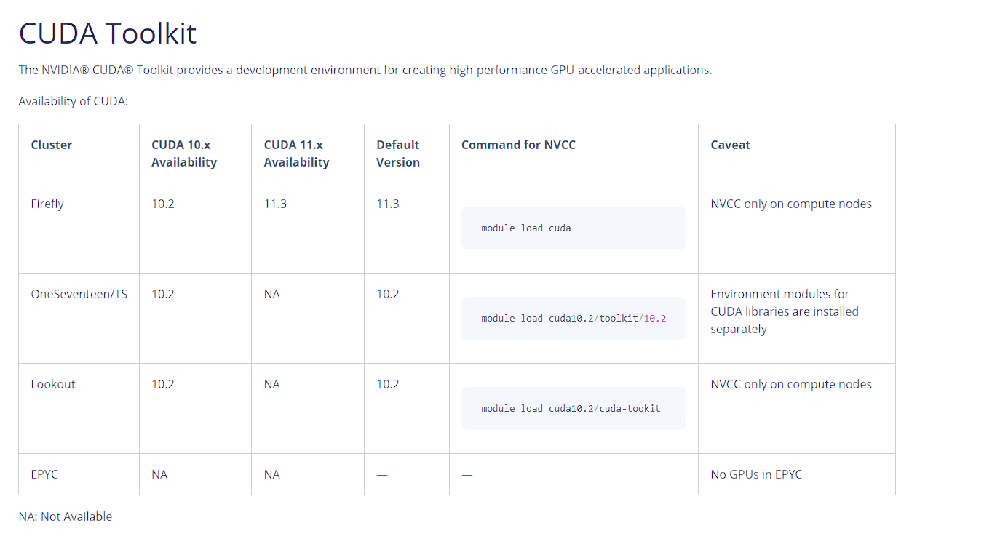 CUDA Toolkit
The NVIDIA® CUDA® Toolkit provides a development environment for creating high-performance GPU-accelerated applications.
Availability of CUDA:
Cluster
CUDA 10.x
Availability
CUDA 11.x
Availability
Default
Version
Command for NVCC
Caveat
Firefly
10.2
11.3
11.3
module load cuda
NVCC only on compute nodes
OneSeventeen/TS
10.2
NA
10.2
module load cuda10.2/toolkit/10.2
Environment modules for
CUDA libraries are installed
separately
Lookout
10.2
NA
10.2
module load cuda10.2/cuda-tookit
NVCC only on compute nodes
EPYC
NA
NA
—
—
No GPUs in EPYC
NA: Not Available